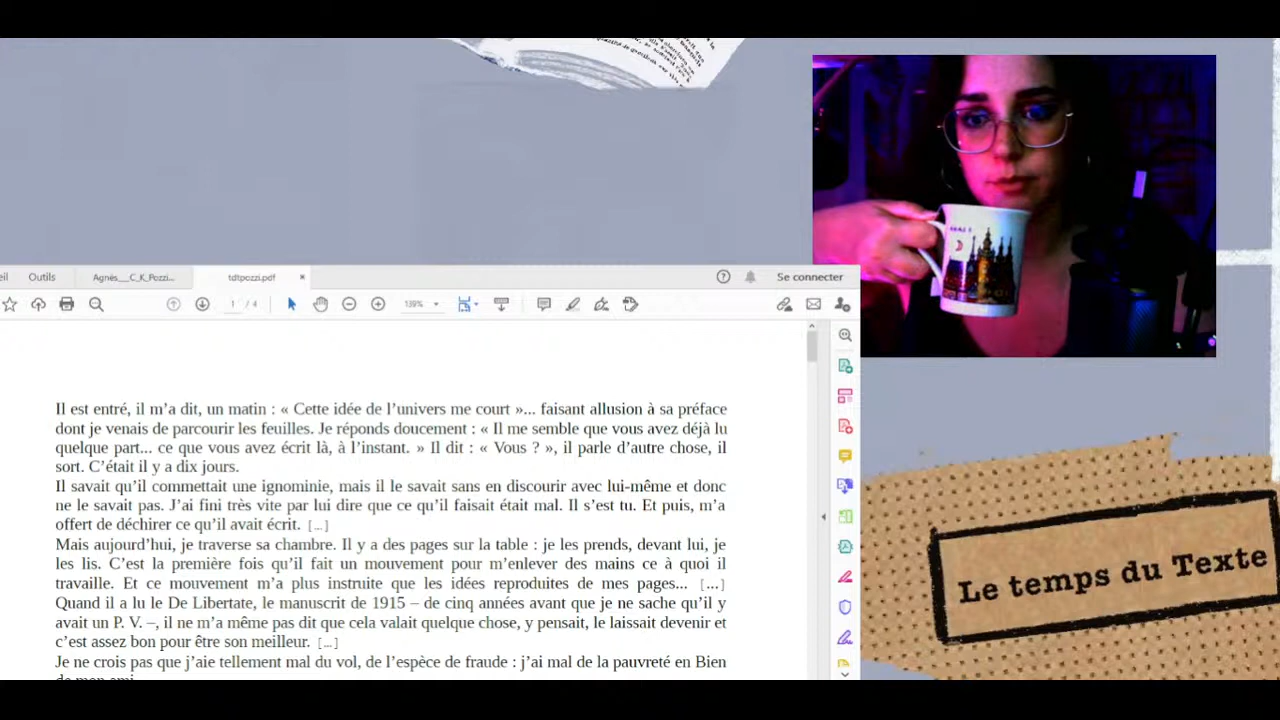 eil Outils Agnès__C_K_Pozzi... tdtpozzi.pdf × Se connecter
1 / 4 139%
Il est entré, il m’a dit, un matin : « Cette idée de l’univers me court »... faisant allusion à sa préface
dont je venais de parcourir les feuilles. Je réponds doucement : « Il me semble que vous avez déjà lu
quelque part... ce que vous avez écrit là, à l’instant. » Il dit : « Vous ? », il parle d’autre chose, il
sort. C’était il y a dix jours.
Il savait qu’il commettait une ignominie, mais il le savait sans en discourir avec lui-même et donc
ne le savait pas. J’ai fini très vite par lui dire que ce qu’il faisait était mal. Il s’est tu. Et puis, m’a
offert de déchirer ce qu’il avait écrit. [...]
Mais aujourd’hui, je traverse sa chambre. Il y a des pages sur la table : je les prends, devant lui, je
les lis. C’est la première fois qu’il fait un mouvement pour m’enlever des mains ce à quoi il
travaille. Et ce mouvement m’a plus instruite que les idées reproduites de mes pages... [...]
Quand il a lu le De Libertate, le manuscrit de 1915 – de cinq années avant que je ne sache qu’il y
avait un P. V. –, il ne m’a même pas dit que cela valait quelque chose, y pensait, le laissait devenir et
c’est assez bon pour être son meilleur. [...]
Je ne crois pas que j’aie tellement mal du vol, de l’espèce de fraude : j’ai mal de la pauvreté en Bien
de mon ami
Le temps du Texte